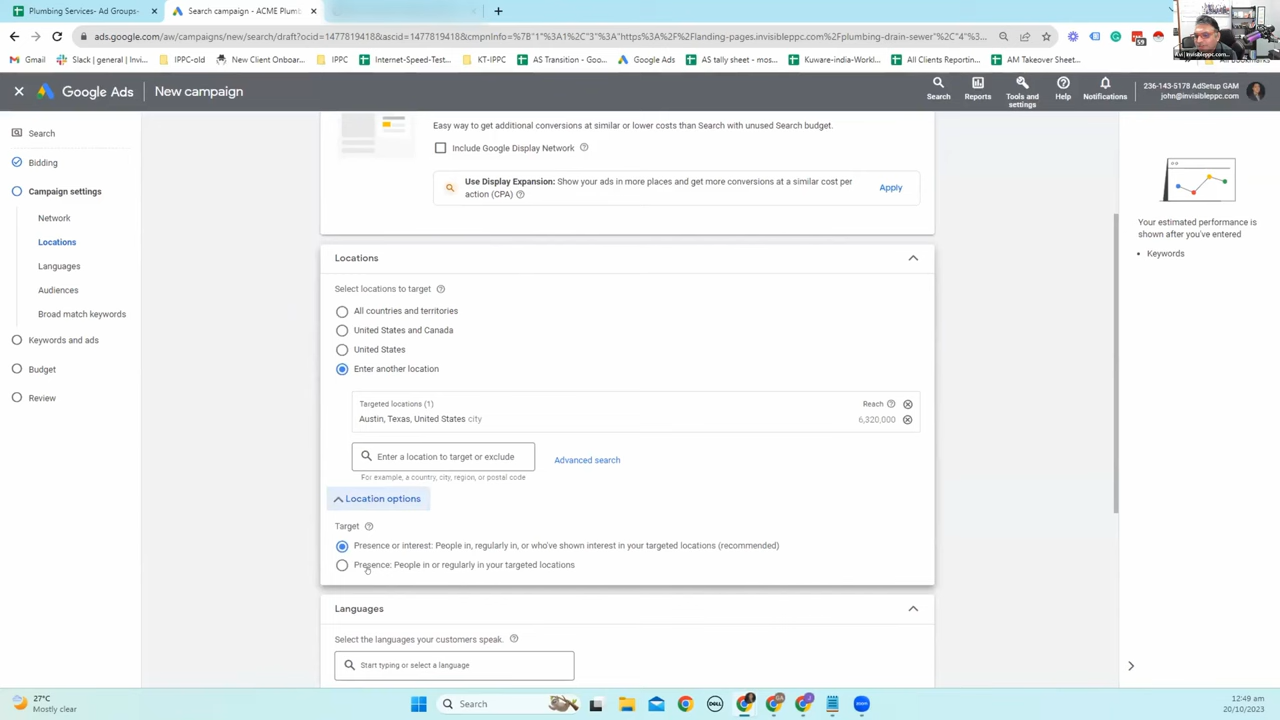 Plumbing Services- Ad Groups-
Search campaign - ACME Plumb
ads.google.com/aw/campaigns/new/search/draft?ocid=1477819418&ascid=1477819418&cmpnInfo=%7B%1A%2C"3"%3A"https%3A%2F%2Flanding-pages.invisibleppc.com%2Fplumbing-drain-sewer"%2C"4"%...
59
Gmail
Slack | general | Invi...
IPPC-old
New Client Onboar...
IPPC
Internet-Speed-Test...
AS Transition - Goo...
Google Ads
AS tally sheet - mos...
Kuware-india-Workl...
All Clients Reporting...
AM Takeover Sheet...
Google Ads
New campaign
Search
Reports
Tools and settings
Help
Notifications
236-143-5178 AdSetup GAM
john@invisibleppc.com
Search
Bidding
Campaign settings
Network
Locations
Languages
Audiences
Broad match keywords
Keywords and ads
Budget
Review
Easy way to get additional conversions at similar or lower costs than Search with unused Search budget.
Include Google Display Network
Use Display Expansion: Show your ads in more places and get more conversions at a similar cost per
action (CPA)
Apply
Locations
Select locations to target
All countries and territories
United States and Canada
United States
Enter another location
Targeted locations (1)
Reach
Austin, Texas, United States city
6,320,000
Enter a location to target or exclude
Advanced search
For example, a country, city, region, or postal code
Location options
Target
Presence or interest: People in, regularly in, or who've shown interest in your targeted locations (recommended)
Presence: People in or regularly in your targeted locations
Languages
Select the languages your customers speak.
Start typing or select a language
Your estimated performance is
shown after you've entered
• Keywords
27°C
Mostly clear
Search
12:49 am
20/10/2023